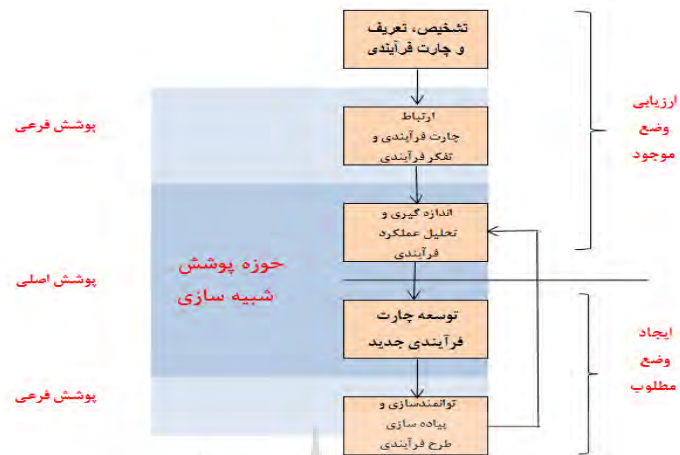 تشخیص، تعریف
و چارت فرآیندی
ارزیابی
وضع
موجود
پوشش فرعی
ارتباط
چارت فرآیندی و
تفکر فرآیندی
اندازه گیری و
تحلیل عملکرد
فرآیندی
حوزه پوشش
شبیه سازی
پوشش اصلی
توسعه چارت
فرآیندی جدید
ایجاد
وضع
مطلوب
پوشش فرعی
توانمندسازی و
پیاده سازی
طرح فرآیندی